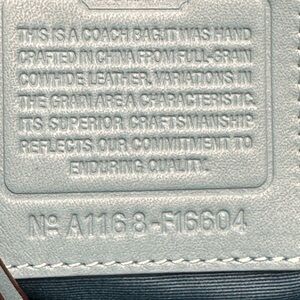 THIS IS A COACH BAG.IT WAS HAND
CRAFTED IN CHINA FROM FULL-GRAIN
COWHIDE LEATHER. VARIATIONS IN
THE GRAIN ARE A CHARACTERISTIC.
ITS SUPERIOR CRAFTSMANSHIP
REFLECTS OUR COMMITMENT TO
ENDURING QUALITY.
Nº A1168-F16604